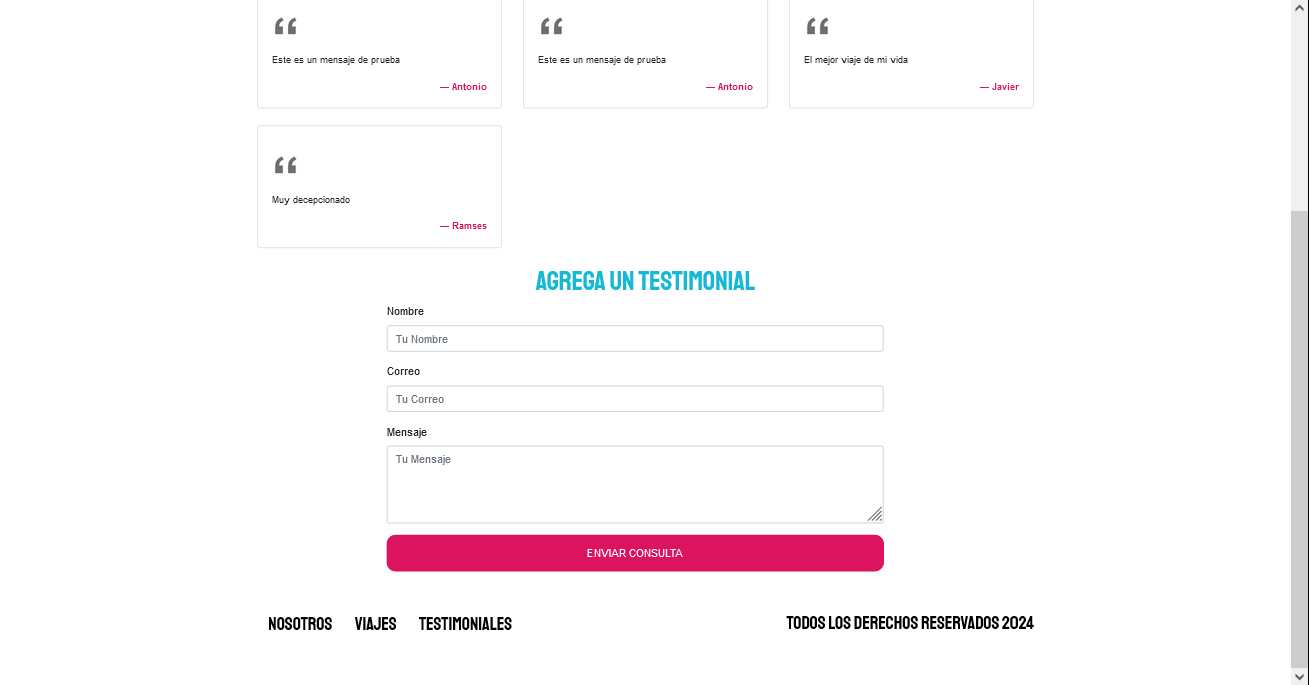 “
Este es un mensaje de prueba
— Antonio
“
Este es un mensaje de prueba
— Antonio
“
El mejor viaje de mi vida
— Javier
“
Muy decepcionado
— Ramses
AGREGA UN TESTIMONIAL
Nombre
Tu Nombre
Correo
Tu Correo
Mensaje
Tu Mensaje
ENVIAR CONSULTA
NOSOTROS VIAJES TESTIMONIALES
TODOS LOS DERECHOS RESERVADOS 2024